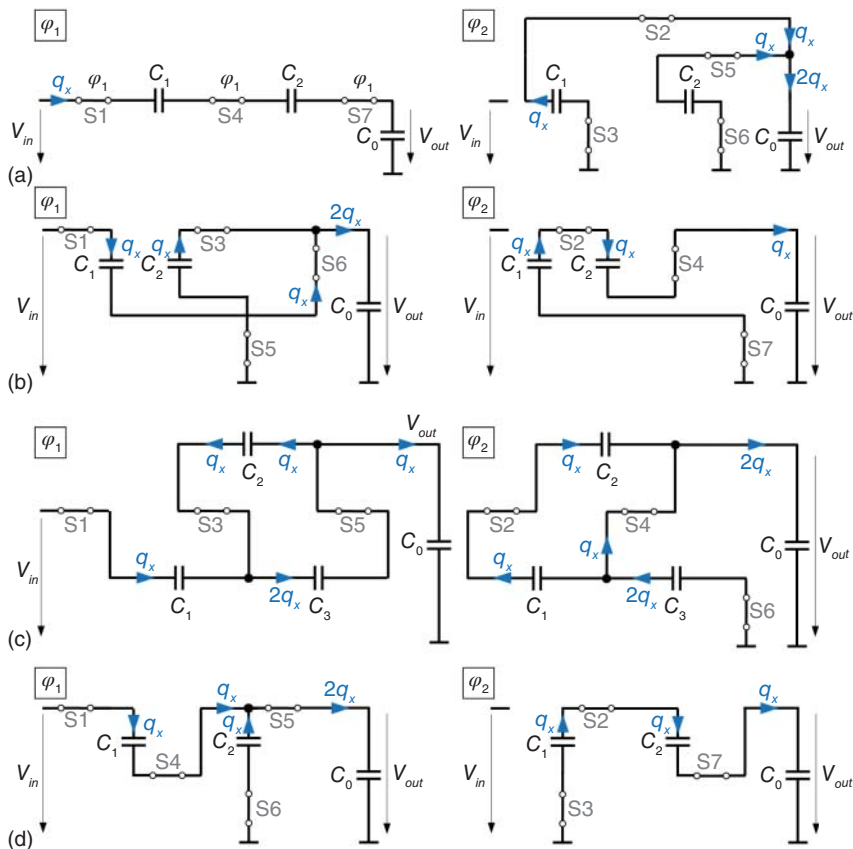 φ1 φ2
S2
qx φ1 C1 φ1 C2 φ1 C1 S5 qx qx
C2 2qx
S1 S4 S7 qx
Vin C0 Vout Vin S3 S6 C0 Vout
(a)
φ1 φ2
S1 qx qx S3 2qx qx S2 qx qx
C1 C2 S6 C1 C2 S4
Vin qx C0 Vout Vin C0 Vout
S5 S7
(b)
φ1 Vout φ2
qx C2 qx qx qx C2 2qx
S1 S3 S5 S2 S4
Vin qx C0 qx C0 Vout
C1 2qx C3 qx C1 2qx C3 S6
(c)
φ1 qx 2qx φ2 qx
S1 qx qx S5 qx S2 qx
C1 S4 C2 C1 C2 S7
Vin C0 Vout Vin C0 Vout
S6 S3
(d)